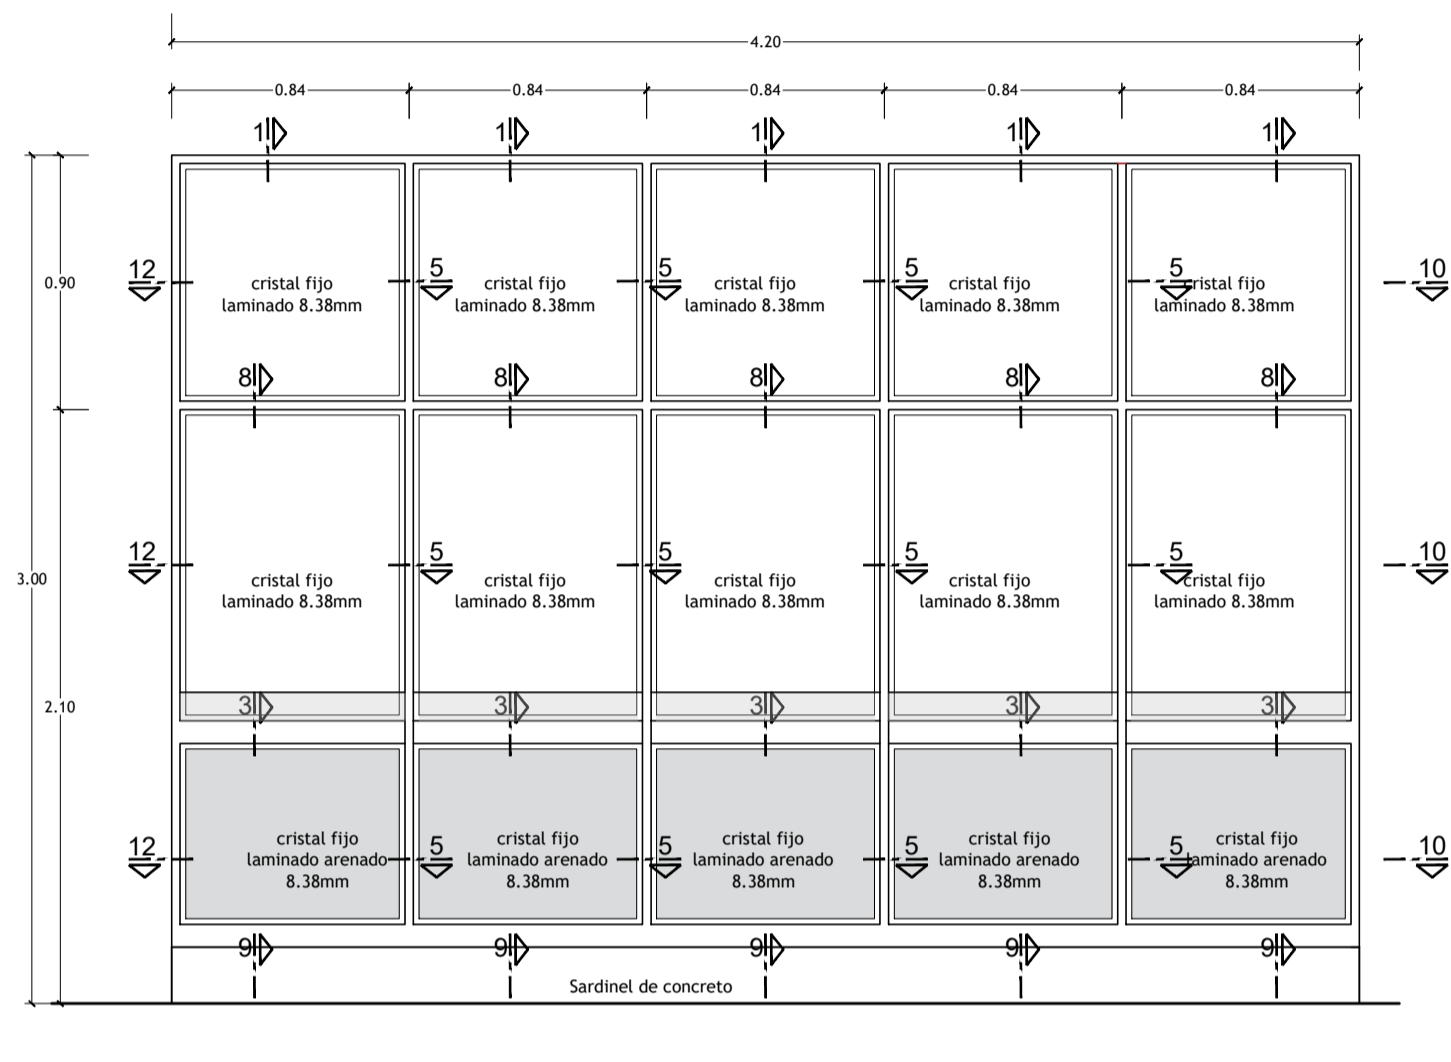 4.20
0.84 0.84 0.84 0.84 0.84
1 1 1 1 1
12 5 5 5 5 10
0.90
cristal fijo cristal fijo cristal fijo cristal fijo cristal fijo
laminado 8.38mm laminado 8.38mm laminado 8.38mm laminado 8.38mm laminado 8.38mm
8 8 8 8 8
12 5 5 5 5 10
3.00
cristal fijo cristal fijo cristal fijo cristal fijo cristal fijo
laminado 8.38mm laminado 8.38mm laminado 8.38mm laminado 8.38mm laminado 8.38mm
2.10
3 3 3 3 3
cristal fijo cristal fijo cristal fijo cristal fijo cristal fijo
12 5 5 5 5 10
laminado arenado laminado arenado laminado arenado laminado arenado laminado arenado
8.38mm 8.38mm 8.38mm 8.38mm 8.38mm
9 9 9 9 9
Sardinel de concreto